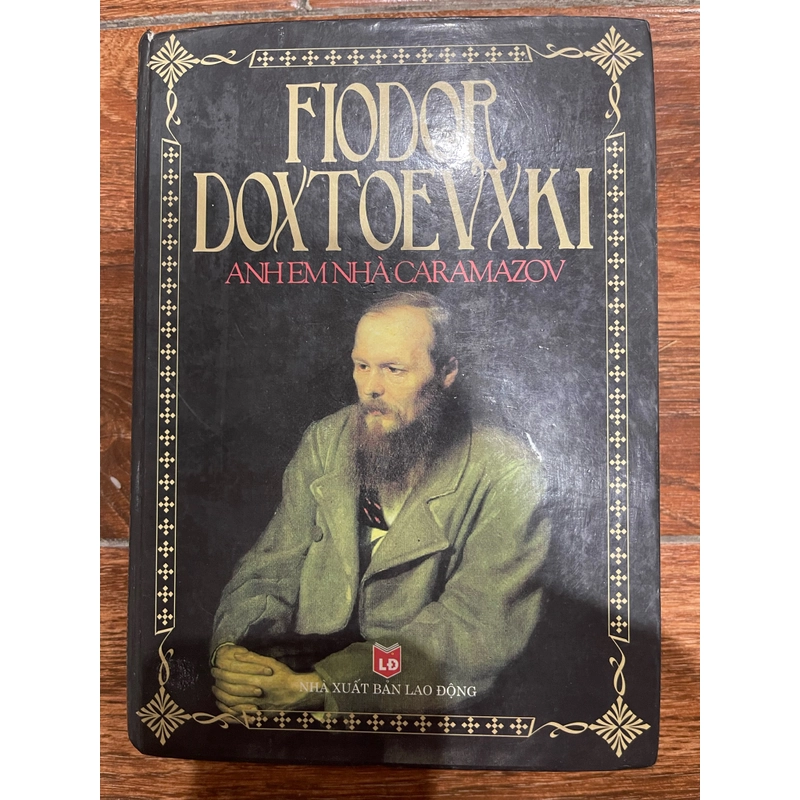 FIODOR
DOXTOEVXKI
ANH EM NHÀ CARAMAZOV
LĐ
NHÀ XUẤT BẢN LAO ĐỘNG